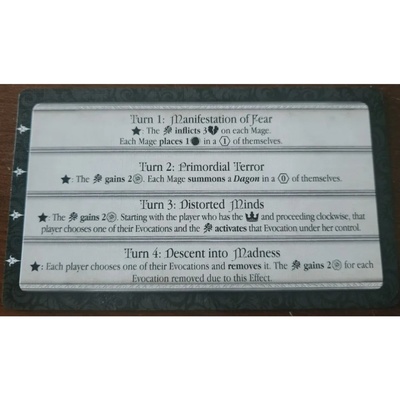 Turn 1: Manifestation of Fear
: The inflicts 3 on each Mage.
Each Mage places 1 in a 1 of themselves.
Turn 2: Primordial Terror
: The gains 2. Each Mage summons a Dagon in a 0 of themselves.
Turn 3: Distorted Minds
: The gains 2. Starting with the player who has the and proceeding clockwise, that
player chooses one of their Evocations and the activates that Evocation under her control.
Turn 4: Descent into Madness
: Each player chooses one of their Evocations and removes it. The gains 2 for each
Evocation removed due to this Effect.